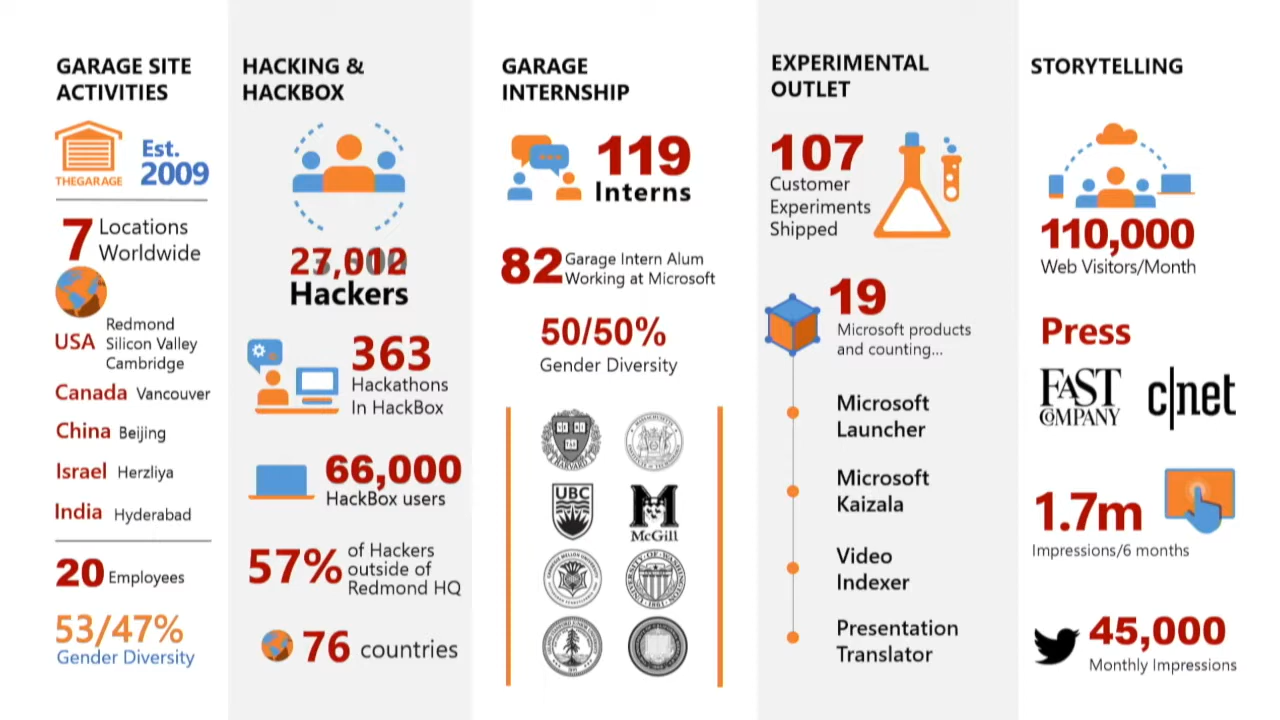 GARAGE SITE
ACTIVITIES
THEGARAGE
Est.
2009
7 Locations
Worldwide
USA
Redmond
Silicon Valley
Cambridge
Canada Vancouver
China Beijing
Israel Herzliya
India Hyderabad
20 Employees
53/47%
Gender Diversity
HACKING &
HACKBOX
Hackers
363
Hackathons
In HackBox
66,000
HackBox users
57%
of Hackers
outside of
Redmond HQ
76 countries
GARAGE
INTERNSHIP
119
Interns
82
Garage Intern Alum
Working at Microsoft
50/50%
Gender Diversity
HARVARD
UBC
McGill
EXPERIMENTAL
OUTLET
107
Customer
Experiments
Shipped
19
Microsoft products
and counting...
Microsoft
Launcher
Microsoft
Kaizala
Video
Indexer
Presentation
Translator
STORYTELLING
110,000
Web Visitors/Month
Press
FAST
COMPANY
c|net
1.7m
Impressions/6 months
45,000
Monthly Impressions